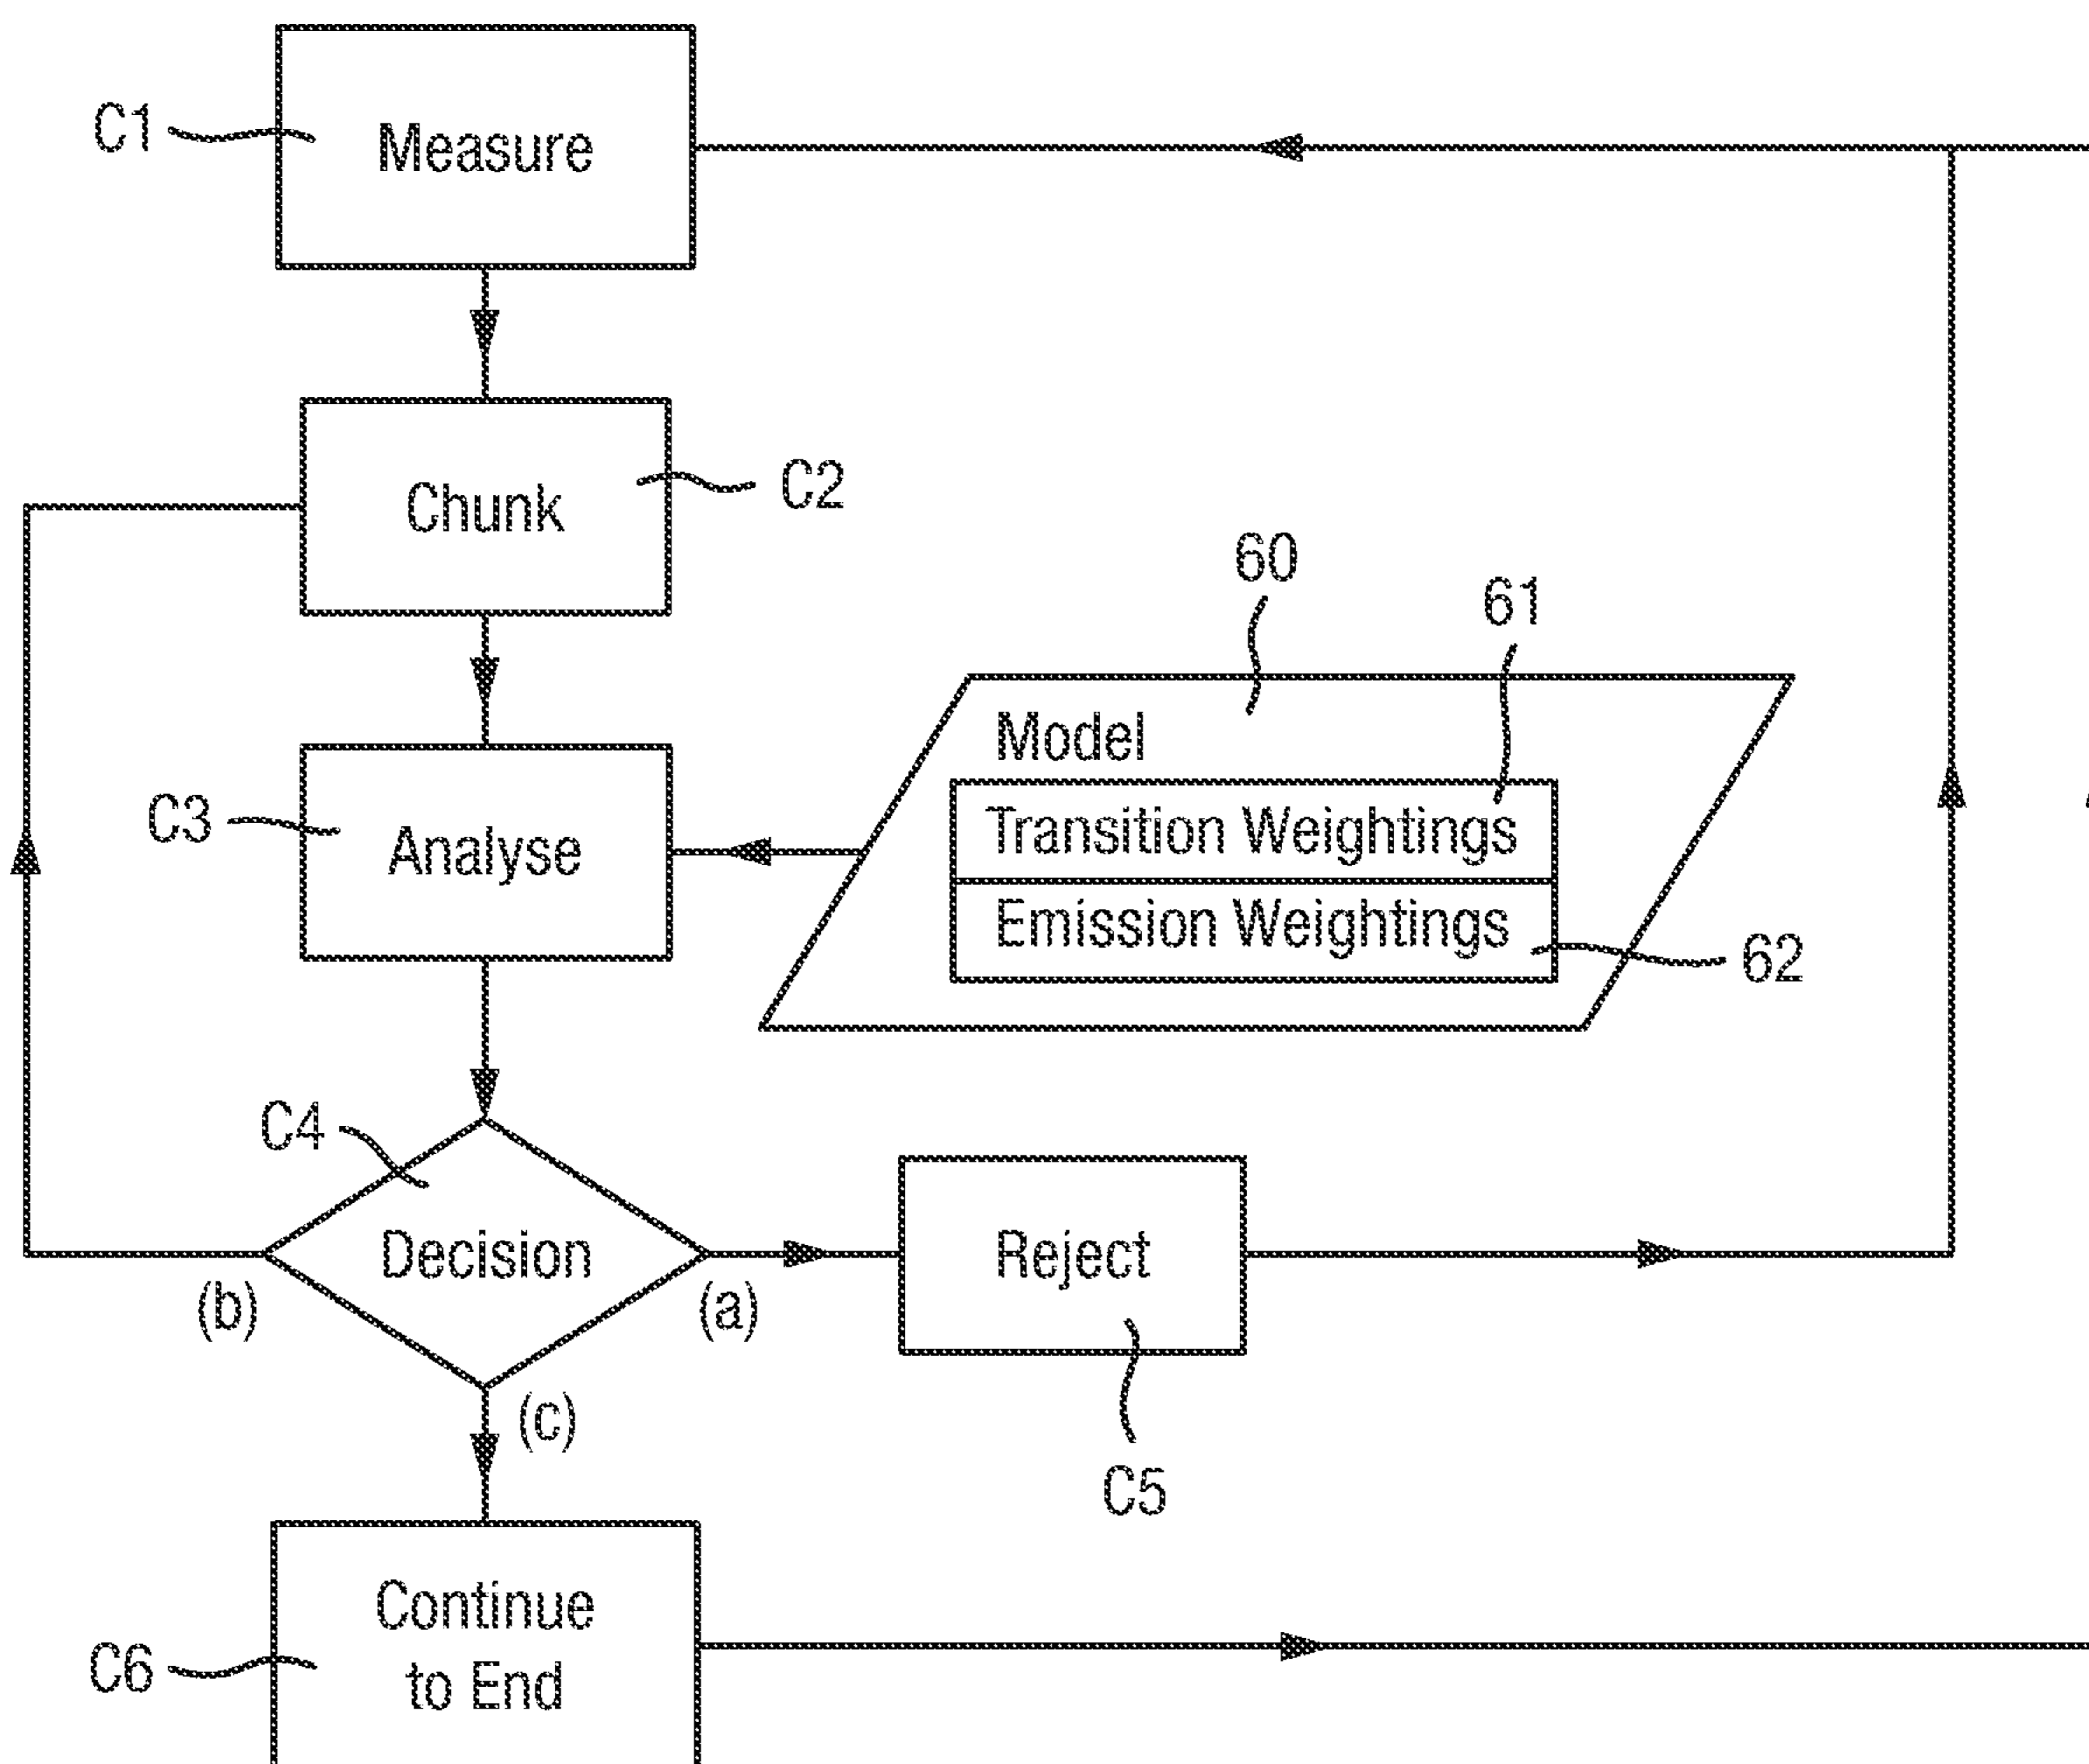 C1
Measure
Chunk
C2
60
61
Model
Transition Weightings
Emission Weightings
62
C3
Analyse
C4
Decision
(b)
(a)
(c)
Reject
C5
Continue
to End
C6